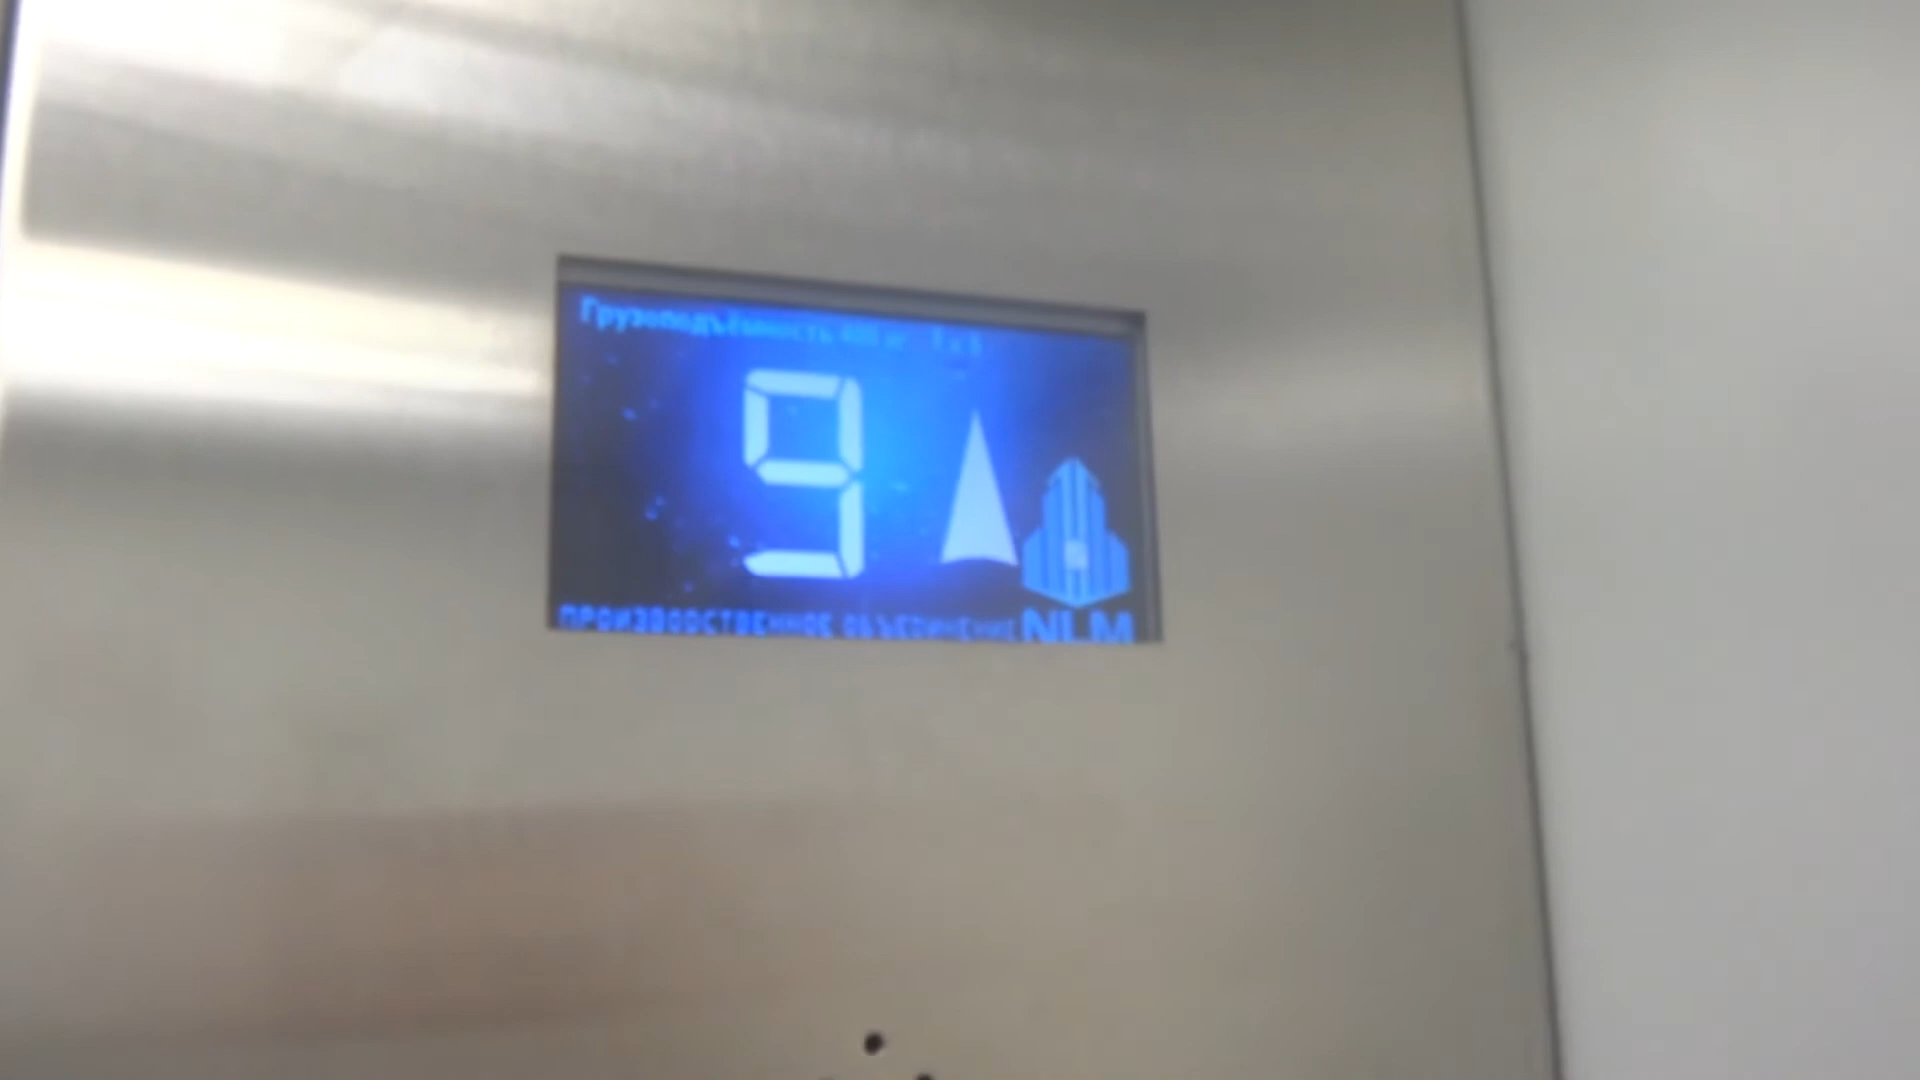 Грузоподъёмность 400 кг
9
ПРОИЗВОДСТВЕННОЕ ОБЪЕДИНЕНИЕ NLM